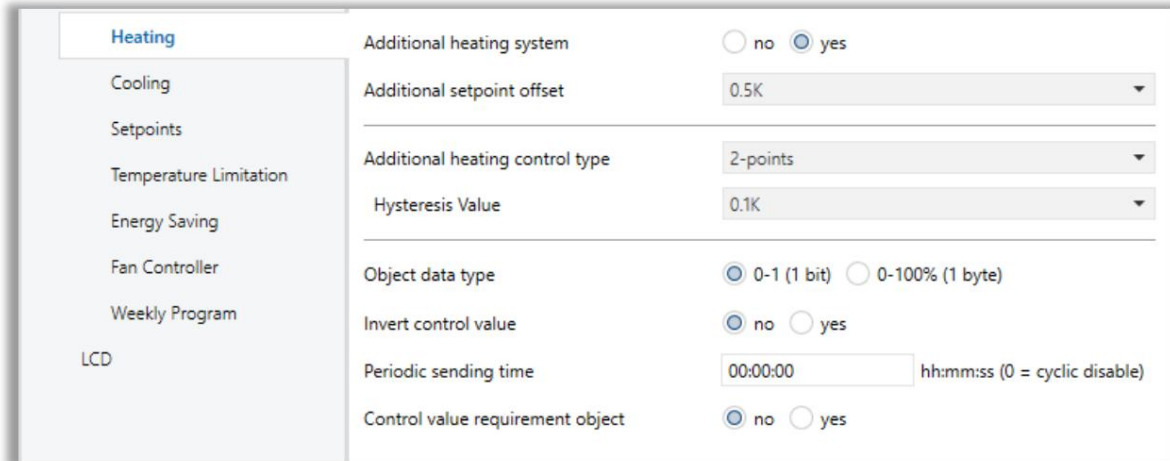 Heating
Cooling
Setpoints
Temperature Limitation
Energy Saving
Fan Controller
Weekly Program
LCD
Additional heating system no yes
Additional setpoint offset 0.5K
Additional heating control type 2-points
Hysteresis Value 0.1K
Object data type 0-1 (1 bit) 0-100% (1 byte)
Invert control value no yes
Periodic sending time 00:00:00 hh:mm:ss (0 = cyclic disable)
Control value requirement object no yes